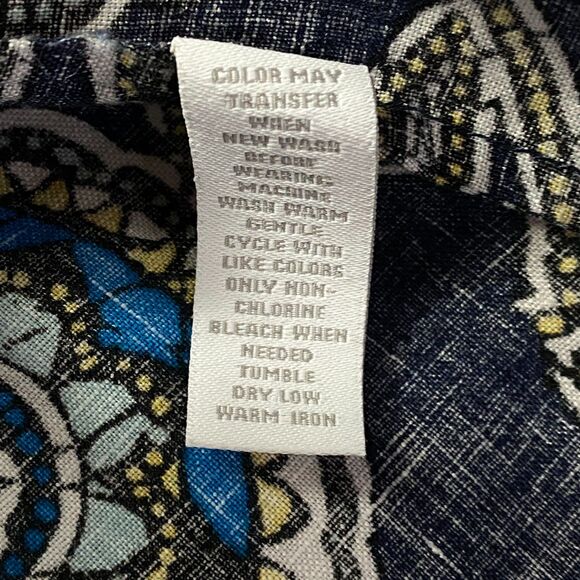 COLOR MAY
TRANSFER
WHEN
NEW WASH
BEFORE
WEARING
MACHINE
WASH WARM
GENTLE
CYCLE WITH
LIKE COLORS
ONLY NON-
CHLORINE
BLEACH WHEN
NEEDED
TUMBLE
DRY LOW
WARM IRON